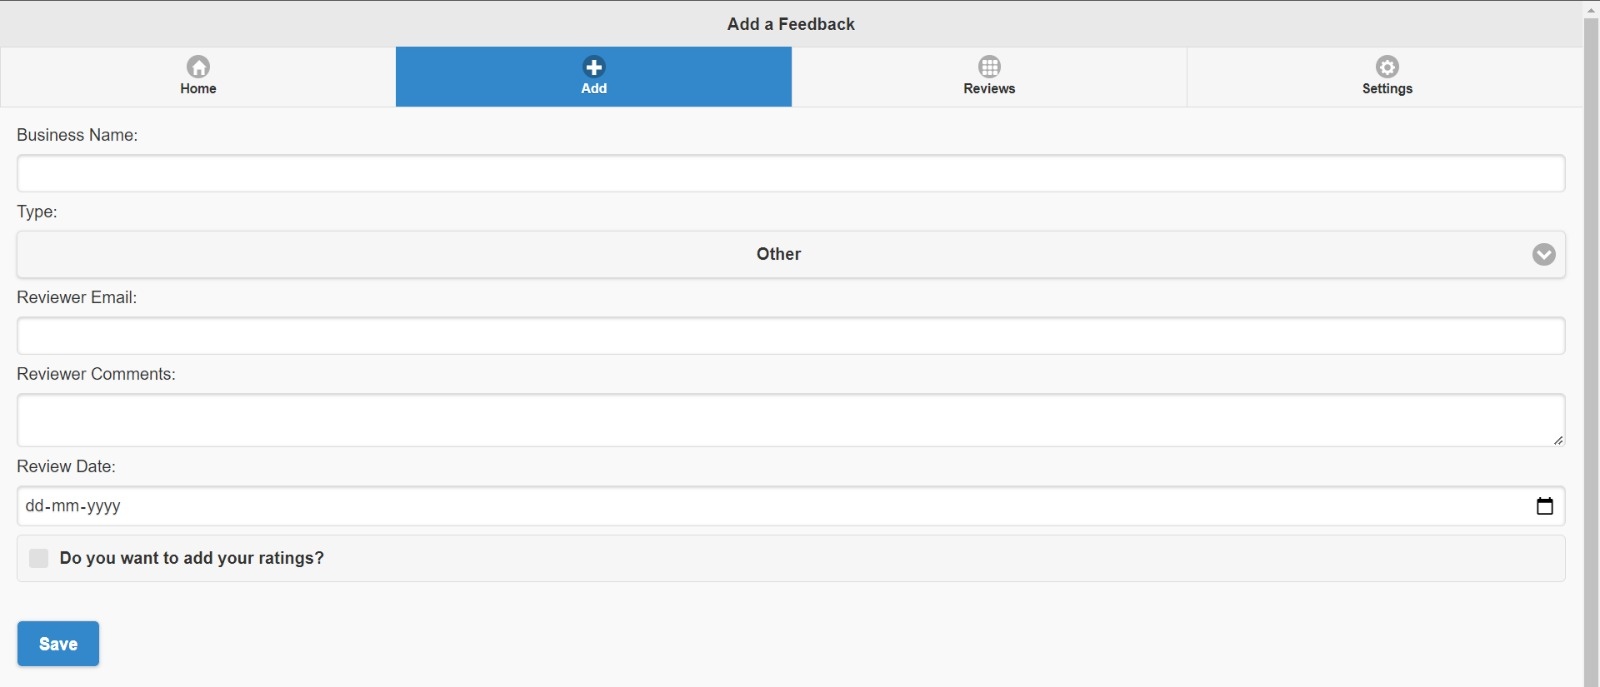 Add a Feedback
Home Add Reviews Settings
Business Name:
Type:
Other
Reviewer Email:
Reviewer Comments:
Review Date:
dd-mm-yyyy
Do you want to add your ratings?
Save